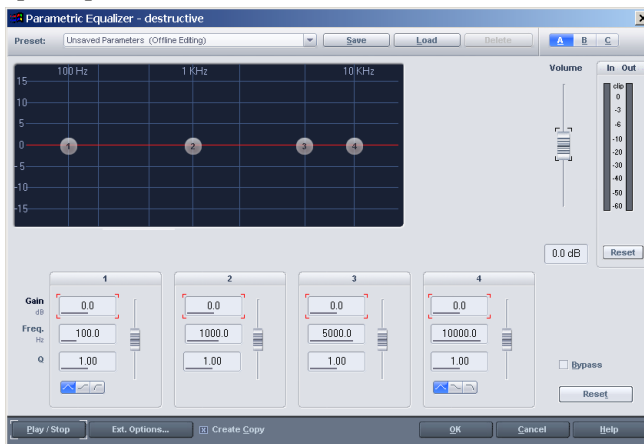 Parametric Equalizer - destructive
Preset: Unsaved Parameters (Offline Editing) Save Load Delete A B C
100 Hz 1 KHz 10 KHz
Volume In Out
15
10
5
0
-5
-10
-15
1 2 3 4
clip
0
-3
-6
-10
-20
-30
-40
-50
-60
0.0 dB Reset
1 2 3 4
Gain dB 0.0 0.0 0.0 0.0
Freq. Hz 100.0 1000.0 5000.0 10000.0
Q 1.00 1.00 1.00 1.00
Bypass
Reset
Play / Stop Ext. Options... Create Copy OK Cancel Help